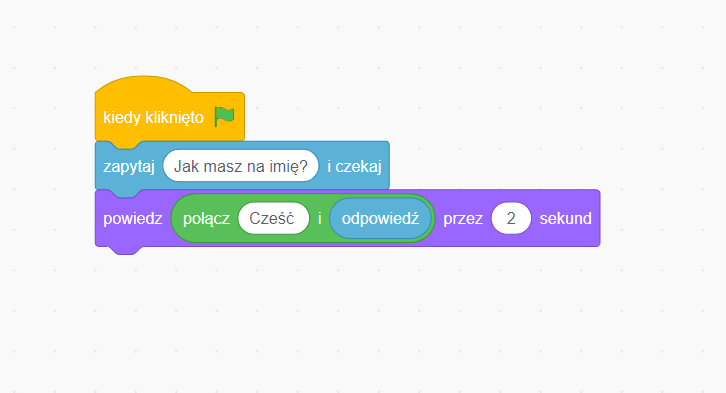 kiedy kliknięto
zapytaj Jak masz na imię? i czekaj
powiedz połącz Cześć i odpowiedź przez 2 sekund